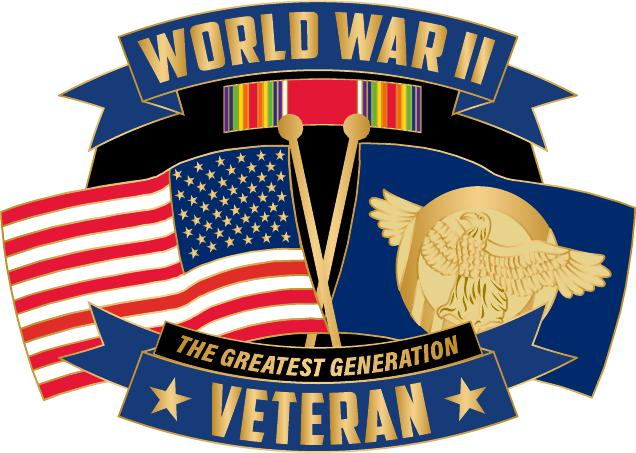 WORLD WAR II
THE GREATEST GENERATION
VETERAN